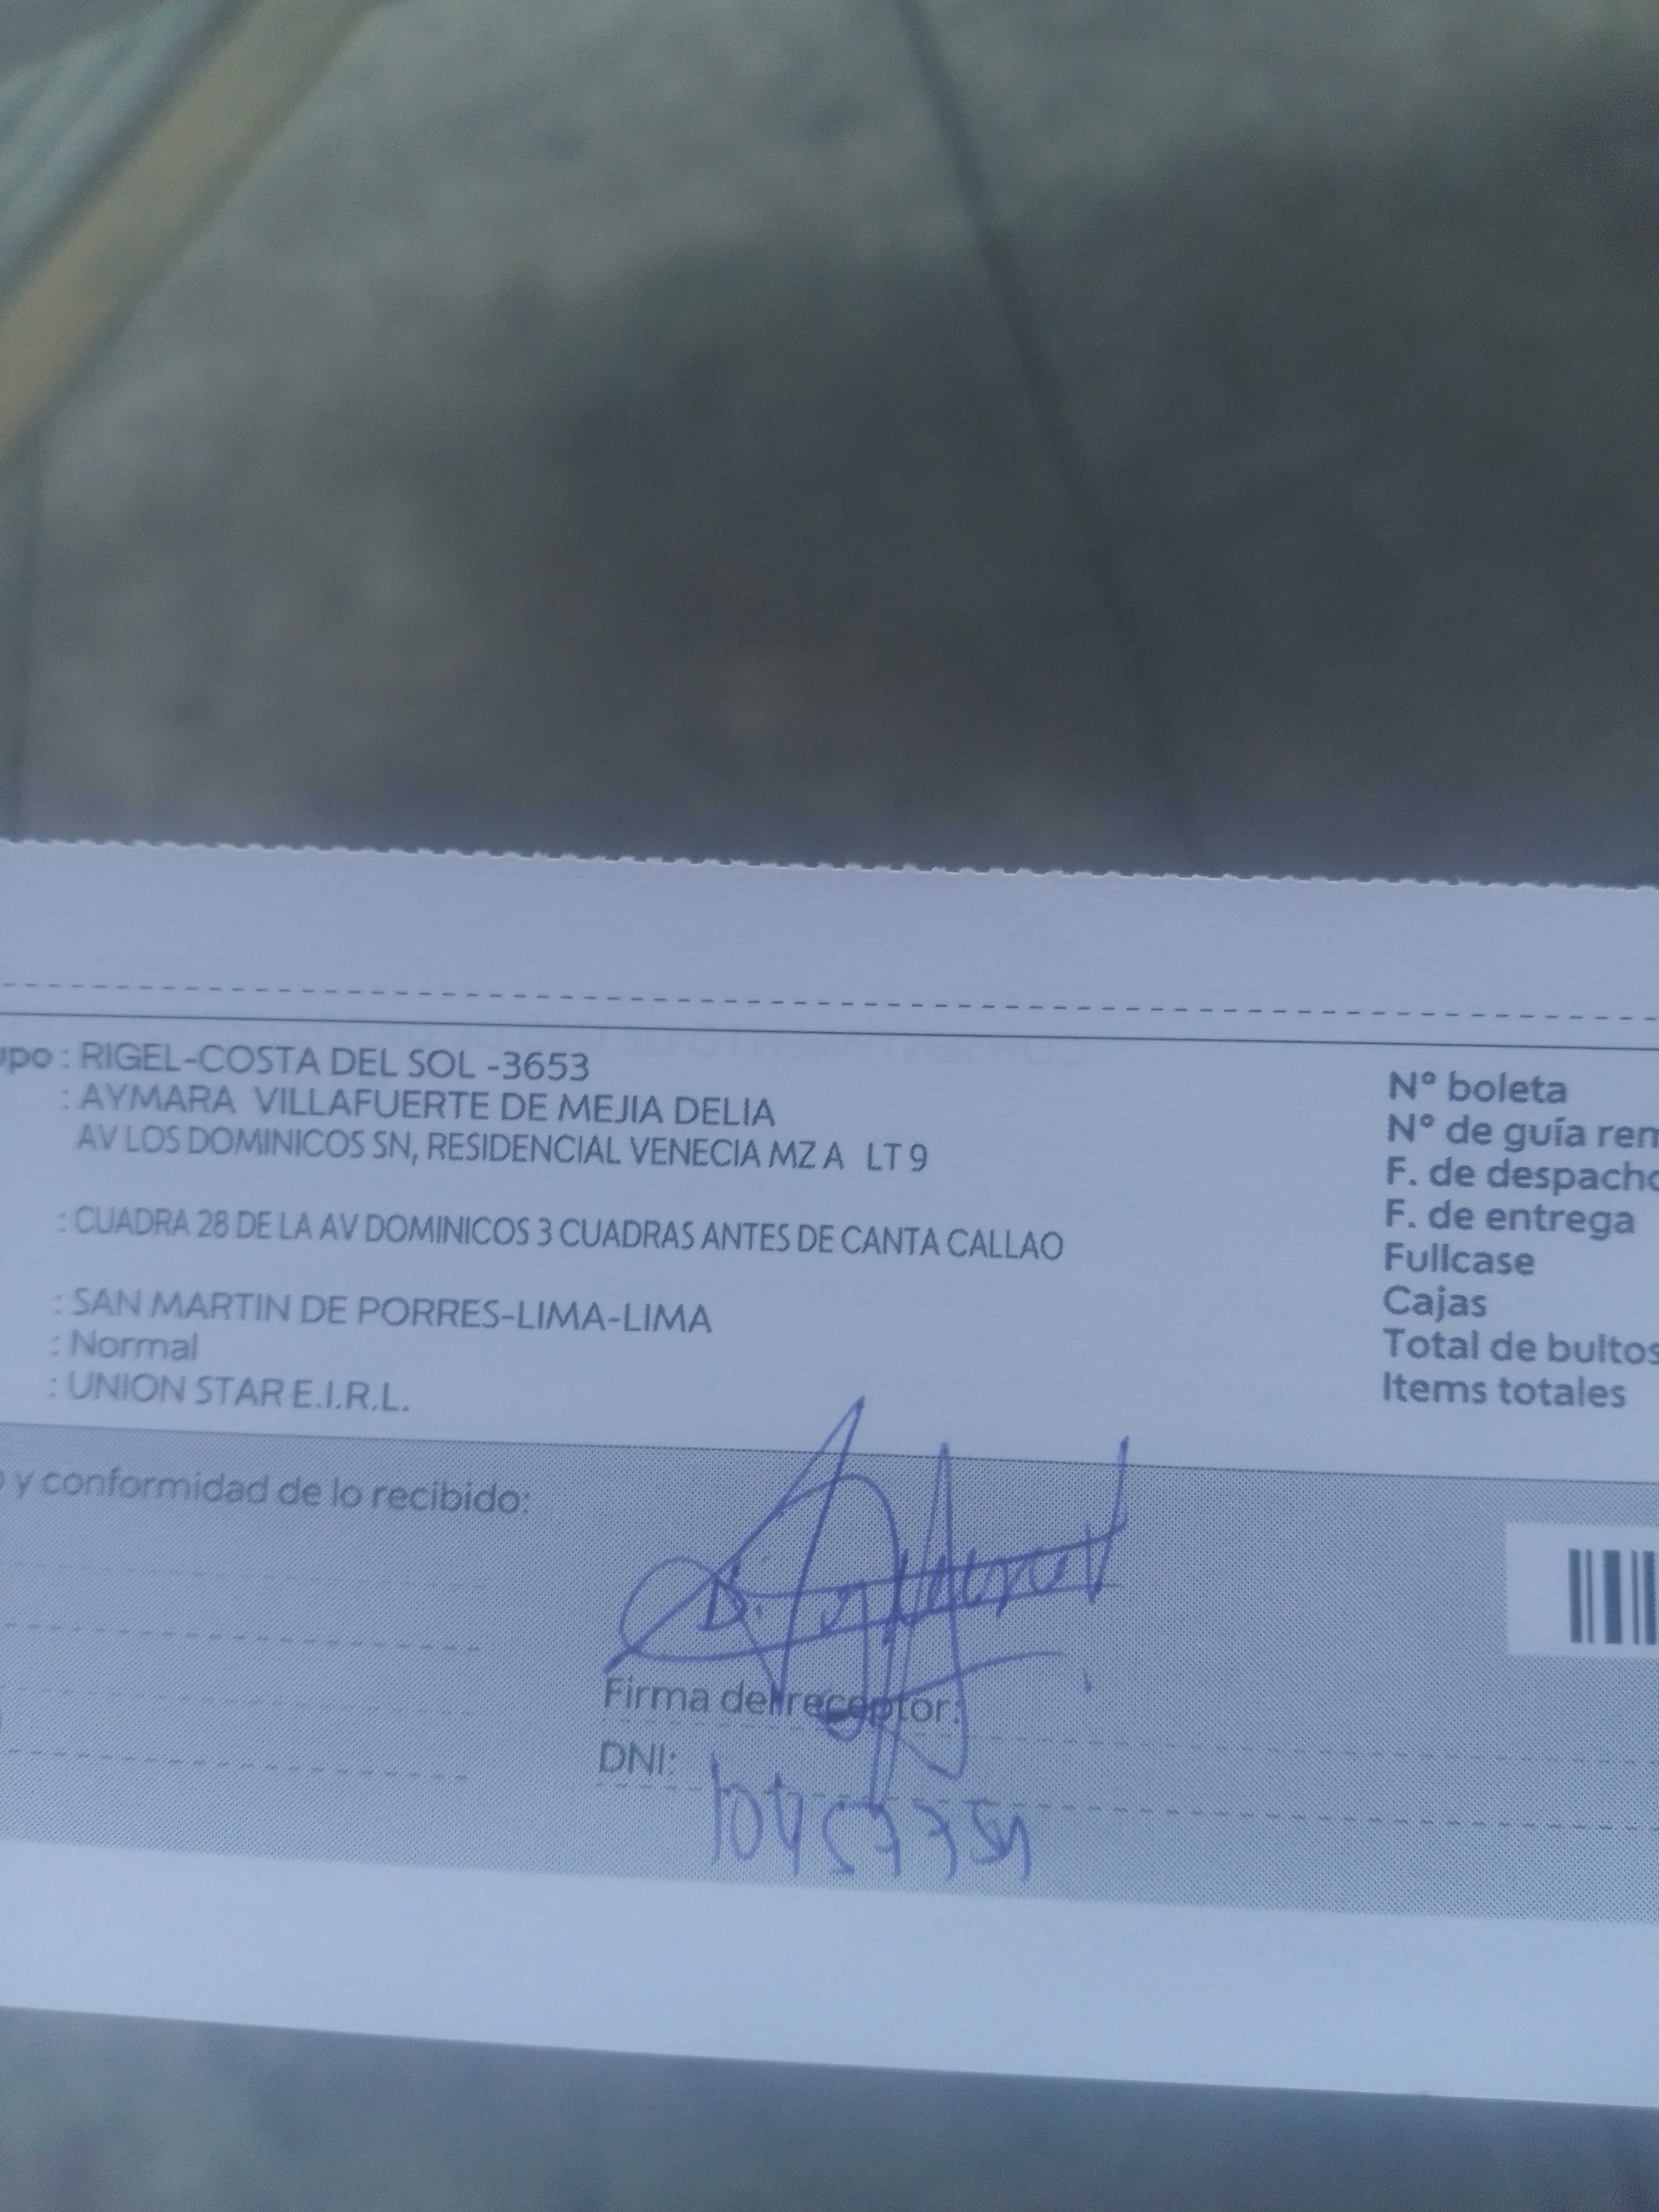 upo : RIGEL-COSTA DEL SOL -3653
: AYMARA VILLAFUERTE DE MEJIA DELIA
AV LOS DOMINICOS SN, RESIDENCIAL VENECIA MZ A LT 9
: CUADRA 28 DE LA AV DOMINICOS 3 CUADRAS ANTES DE CANTA CALLAO
: SAN MARTIN DE PORRES-LIMA-LIMA
: Normal
: UNION STAR E.I.R.L.
Nº boleta
Nº de guía rem
F. de despacho
F. de entrega
Fullcase
Cajas
Total de bultos
Items totales
o y conformidad de lo recibido:
Firma del receptor:
DNI: